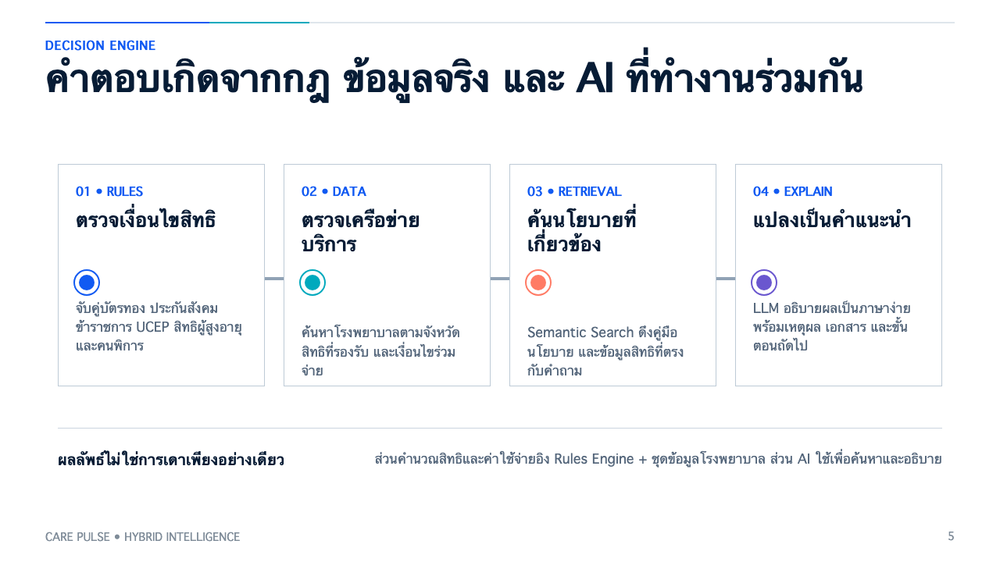 DECISION ENGINE
คำตอบเกิดจากกฎ ข้อมูลจริง และ AI ที่ทำงานร่วมกัน
01 • RULES
ตรวจเงื่อนไขสิทธิ
จับคู่บัตรทอง ประกันสังคม
ข้าราชการ UCEP สิทธิผู้สูงอายุ
และคนพิการ
02 • DATA
ตรวจเครือข่าย
บริการ
ค้นหาโรงพยาบาลตามจังหวัด
สิทธิที่รองรับ และเงื่อนไขร่วม
จ่าย
03 • RETRIEVAL
ค้นนโยบายที่
เกี่ยวข้อง
Semantic Search ดึงคู่มือ
นโยบาย และข้อมูลสิทธิที่ตรง
กับคำถาม
04 • EXPLAIN
แปลงเป็นคำแนะนำ
LLM อธิบายผลเป็นภาษาง่าย
พร้อมเหตุผล เอกสาร และขั้น
ตอนถัดไป
ผลลัพธ์ไม่ใช่การเดาเพียงอย่างเดียว
ส่วนคำนวณสิทธิและค่าใช้จ่ายอิง Rules Engine + ชุดข้อมูลโรงพยาบาล ส่วน AI ใช้เพื่อค้นหาและอธิบาย
CARE PULSE • HYBRID INTELLIGENCE
5